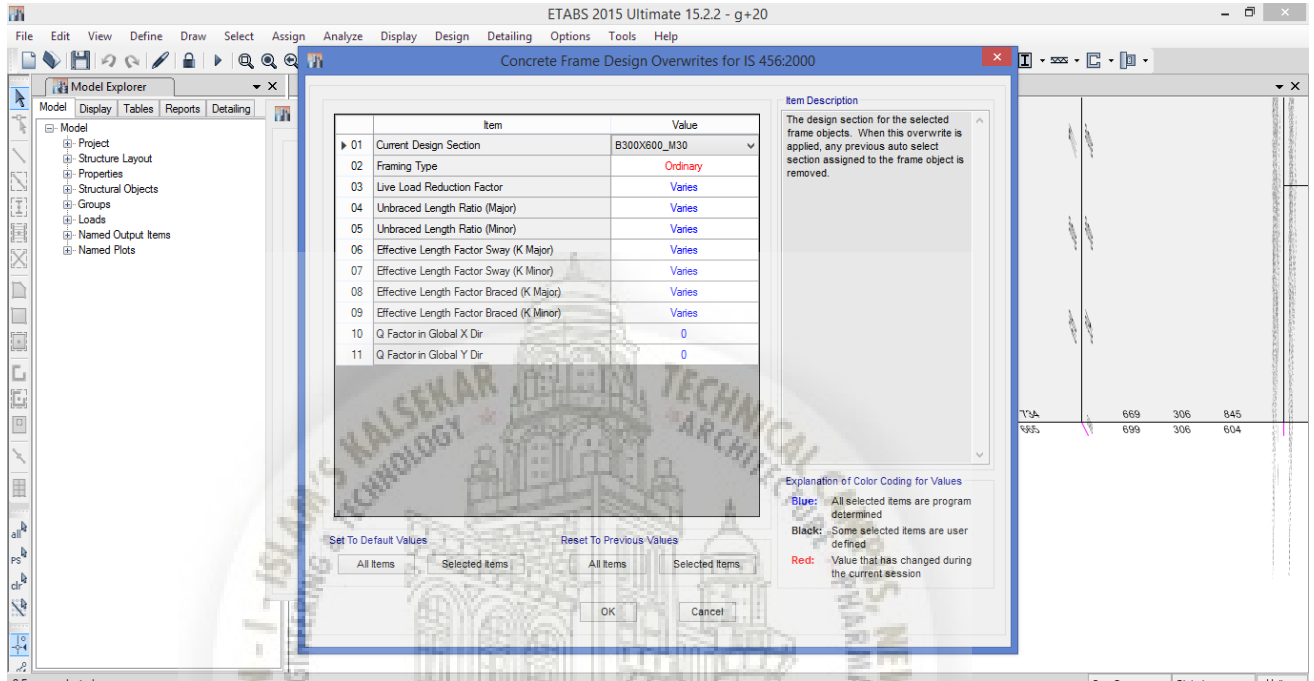 ETABS 2015 Ultimate 15.2.2 - g+20
File Edit View Define Draw Select Assign Analyze Display Design Detailing Options Tools Help
Concrete Frame Design Overwrites for IS 456:2000
Model Explorer
Model Display Tables Reports Detailing
Model
Project
Structure Layout
Properties
Structural Objects
Groups
Loads
Named Output Items
Named Plots
all
PS
clr
Item Value
01 Current Design Section B300X600_M30
02 Framing Type Ordinary
03 Live Load Reduction Factor Varies
04 Unbraced Length Ratio (Major) Varies
05 Unbraced Length Ratio (Minor) Varies
06 Effective Length Factor Sway (K Major) Varies
07 Effective Length Factor Sway (K Minor) Varies
08 Effective Length Factor Braced (K Major) Varies
09 Effective Length Factor Braced (K Minor) Varies
10 Q Factor in Global X Dir 0
11 Q Factor in Global Y Dir 0
Item Description
The design section for the selected
frame objects. When this overwrite is
applied, any previous auto select
section assigned to the frame object is
removed.
Explanation of Color Coding for Values
Blue: All selected items are program
determined
Black: Some selected items are user
defined
Red: Value that has changed during
the current session
Set To Default Values
All Items Selected Items
Reset To Previous Values
All Items Selected Items
OK Cancel
669 306 845
699 306 604
KALSEKAR TECHNICAL
TECHNOLOGY ARCHITECTURE